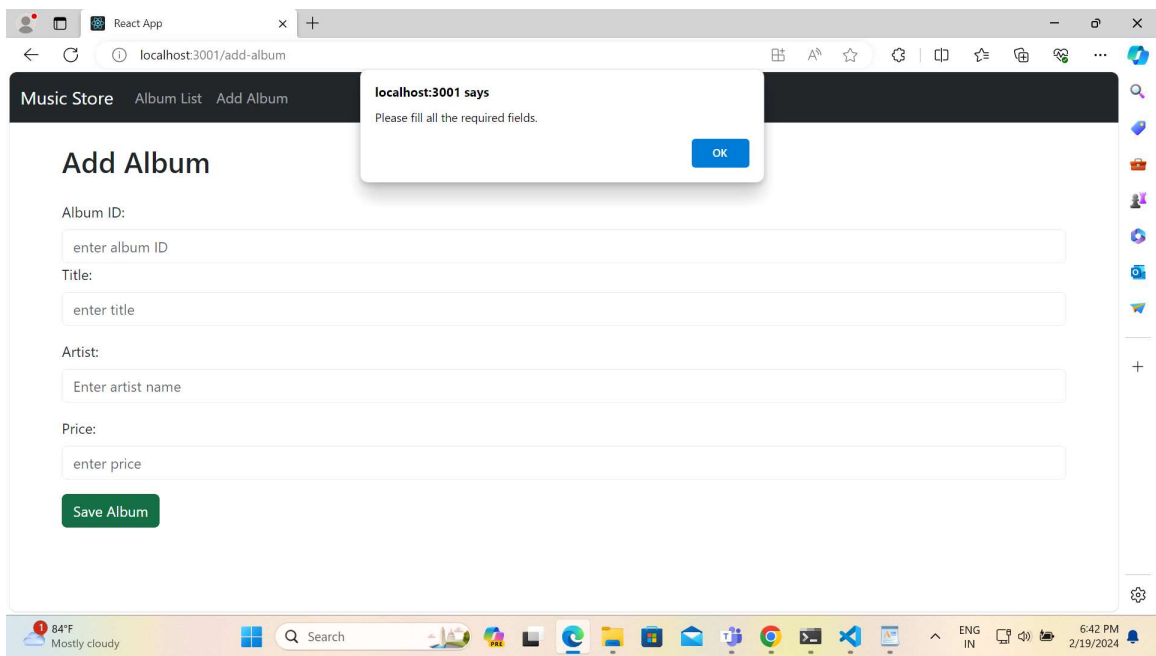 React App
localhost:3001/add-album
Music Store Album List Add Album
localhost:3001 says
Please fill all the required fields.
OK
Add Album
Album ID:
enter album ID
Title:
enter title
Artist:
Enter artist name
Price:
enter price
Save Album
1
84°F
Mostly cloudy
Search
PRE
ENG
IN
6:42 PM
2/19/2024